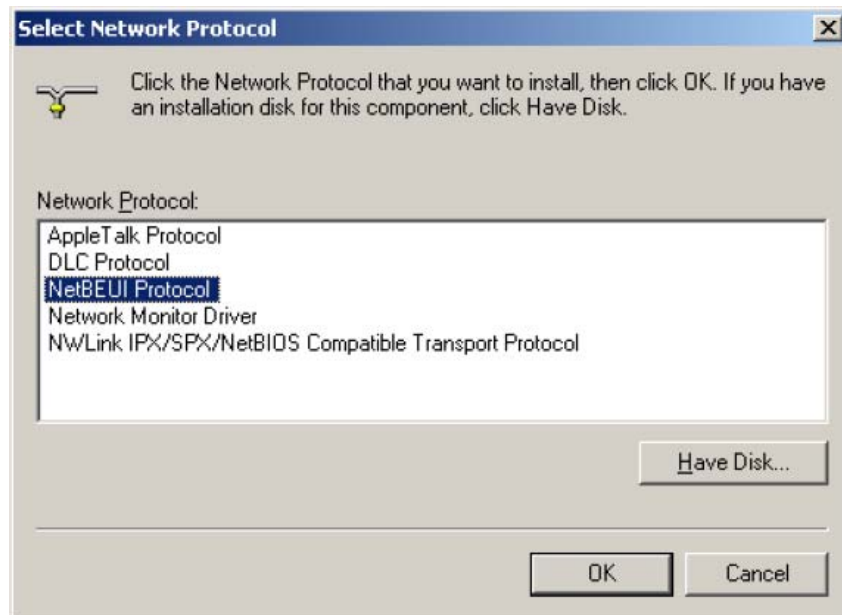 Select Network Protocol
Click the Network Protocol that you want to install, then click OK. If you have
an installation disk for this component, click Have Disk.
Network Protocol:
AppleTalk Protocol
DLC Protocol
NetBEUI Protocol
Network Monitor Driver
NWLink IPX/SPX/NetBIOS Compatible Transport Protocol
Have Disk...
OK
Cancel